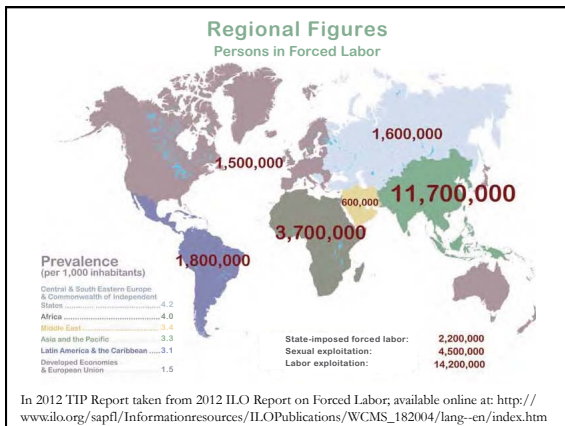 Regional Figures
Persons in Forced Labor
1,600,000
1,500,000
11,700,000
600,000
3,700,000
1,800,000
Prevalence
(per 1,000 inhabitants)
Central & South Eastern Europe
& Commonwealth of Independent
States ..................... 4.2
Africa ..................... 4.0
Middle East ................ 3.4
Asia and the Pacific ....... 3.3
Latin America & the Caribbean ..... 3.1
Developed Economies
& European Union 1.5
State-imposed forced labor: 2,200,000
Sexual exploitation: 4,500,000
Labor exploitation: 14,200,000
In 2012 TIP Report taken from 2012 ILO Report on Forced Labor; available online at: http://
www.ilo.org/sapfl/Informationresources/ILOPublications/WCMS_182004/lang--en/index.htm